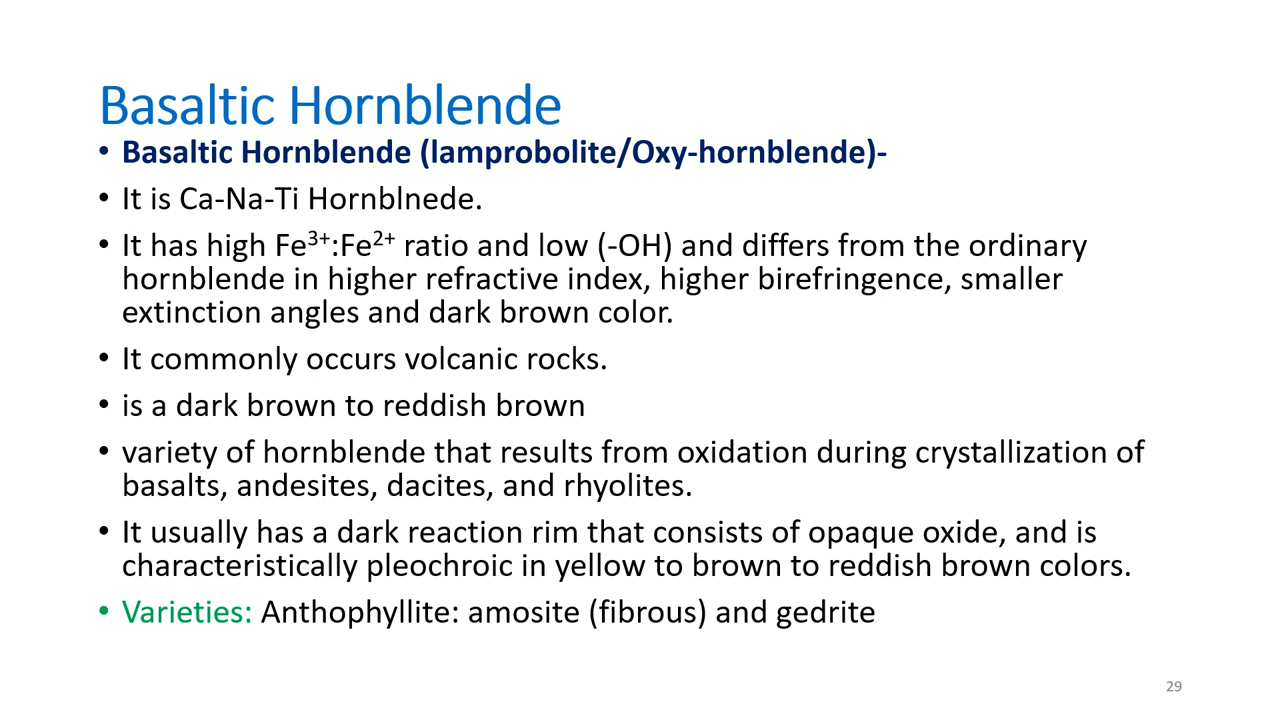 Basaltic Hornblende
• Basaltic Hornblende (lamprobolite/Oxy-hornblende)-
• It is Ca-Na-Ti Hornblnede.
• It has high Fe³⁺:Fe²⁺ ratio and low (-OH) and differs from the ordinary
hornblende in higher refractive index, higher birefringence, smaller
extinction angles and dark brown color.
• It commonly occurs volcanic rocks.
• is a dark brown to reddish brown
• variety of hornblende that results from oxidation during crystallization of
basalts, andesites, dacites, and rhyolites.
• It usually has a dark reaction rim that consists of opaque oxide, and is
characteristically pleochroic in yellow to brown to reddish brown colors.
• Varieties: Anthophyllite: amosite (fibrous) and gedrite
29